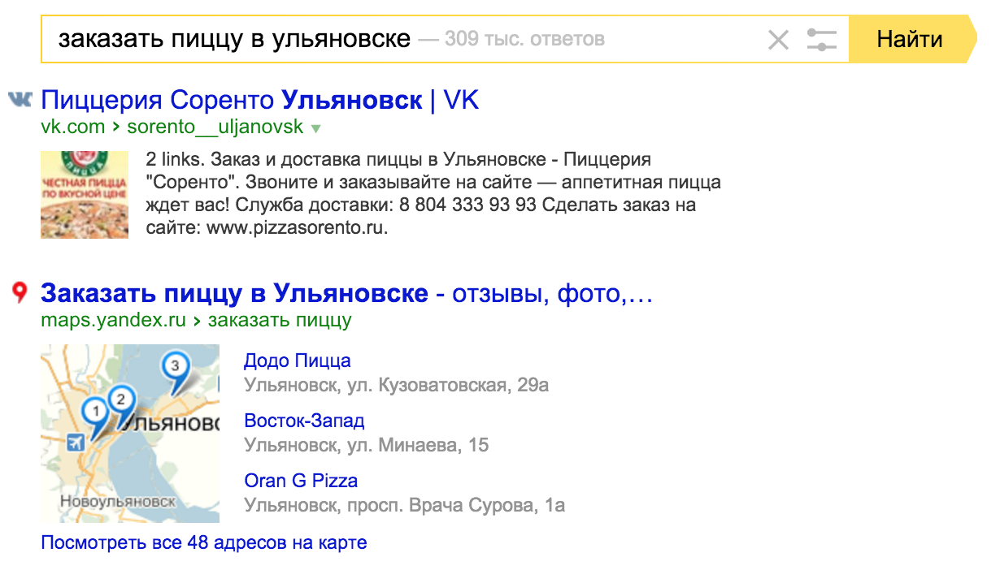 заказать пиццу в ульяновске — 309 тыс. ответов
Найти
Пиццерия Соренто Ульяновск | VK
vk.com › sorento__uljanovsk
ПИЦЦА
ЧЕСТНАЯ ПИЦЦА
ПО ВКУСНОЙ ЦЕНЕ
2 links. Заказ и доставка пиццы в Ульяновске - Пиццерия
"Соренто". Звоните и заказывайте на сайте — аппетитная пицца
ждет вас! Служба доставки: 8 804 333 93 93 Сделать заказ на
сайте: www.pizzasorento.ru.
Заказать пиццу в Ульяновске - отзывы, фото,…
maps.yandex.ru › заказать пиццу
3
2
1
Ульяновс
Новоульяновск
Додо Пицца
Ульяновск, ул. Кузоватовская, 29а
Восток-Запад
Ульяновск, ул. Минаева, 15
Oran G Pizza
Ульяновск, просп. Врача Сурова, 1а
Посмотреть все 48 адресов на карте